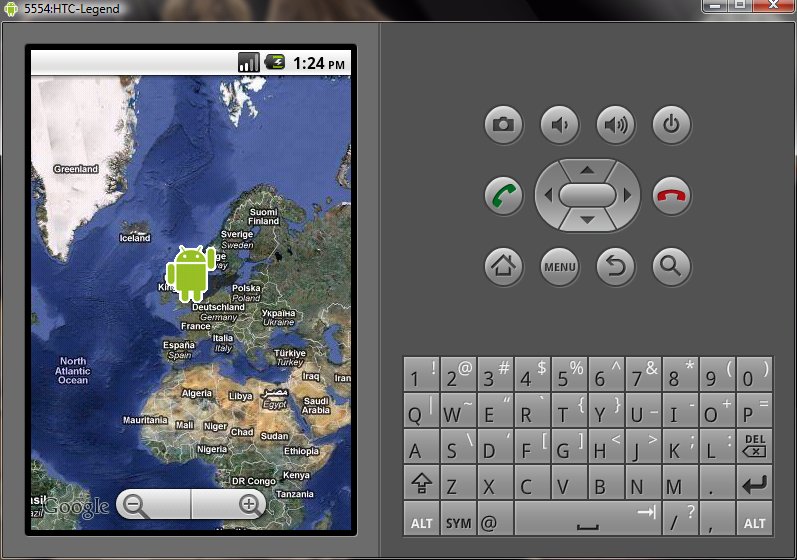 5554:HTC-Legend
1:24 PM
Greenland
Iceland
Suomi
Finland
Sverige
Sweden
Polska
Poland
Deutschland
Germany
France
Україна
Ukraine
España
Spain
Italia
Italy
Türkiye
Turkey
North
Atlantic
Ocean
Iraq
Iran
Algeria
Libya
مصر
Egypt
Saudi
Arabia
Mauritania
Mali
Niger
Chad
Sudan
Nigeria
Ethiopia
DR Congo
Kenya
Tanzania
Google
MENU
1 ! 2 @ 3 # 4 $ 5 % 6 ^ 7 & 8 * 9 ( 0 )
Q | W ~ E “ R ` T { Y } U _ I - O + P =
A S \ D ‘ F [ G ] H < J > K ; L : DEL
Z X C V B N M .
ALT SYM @ / ? , ALT